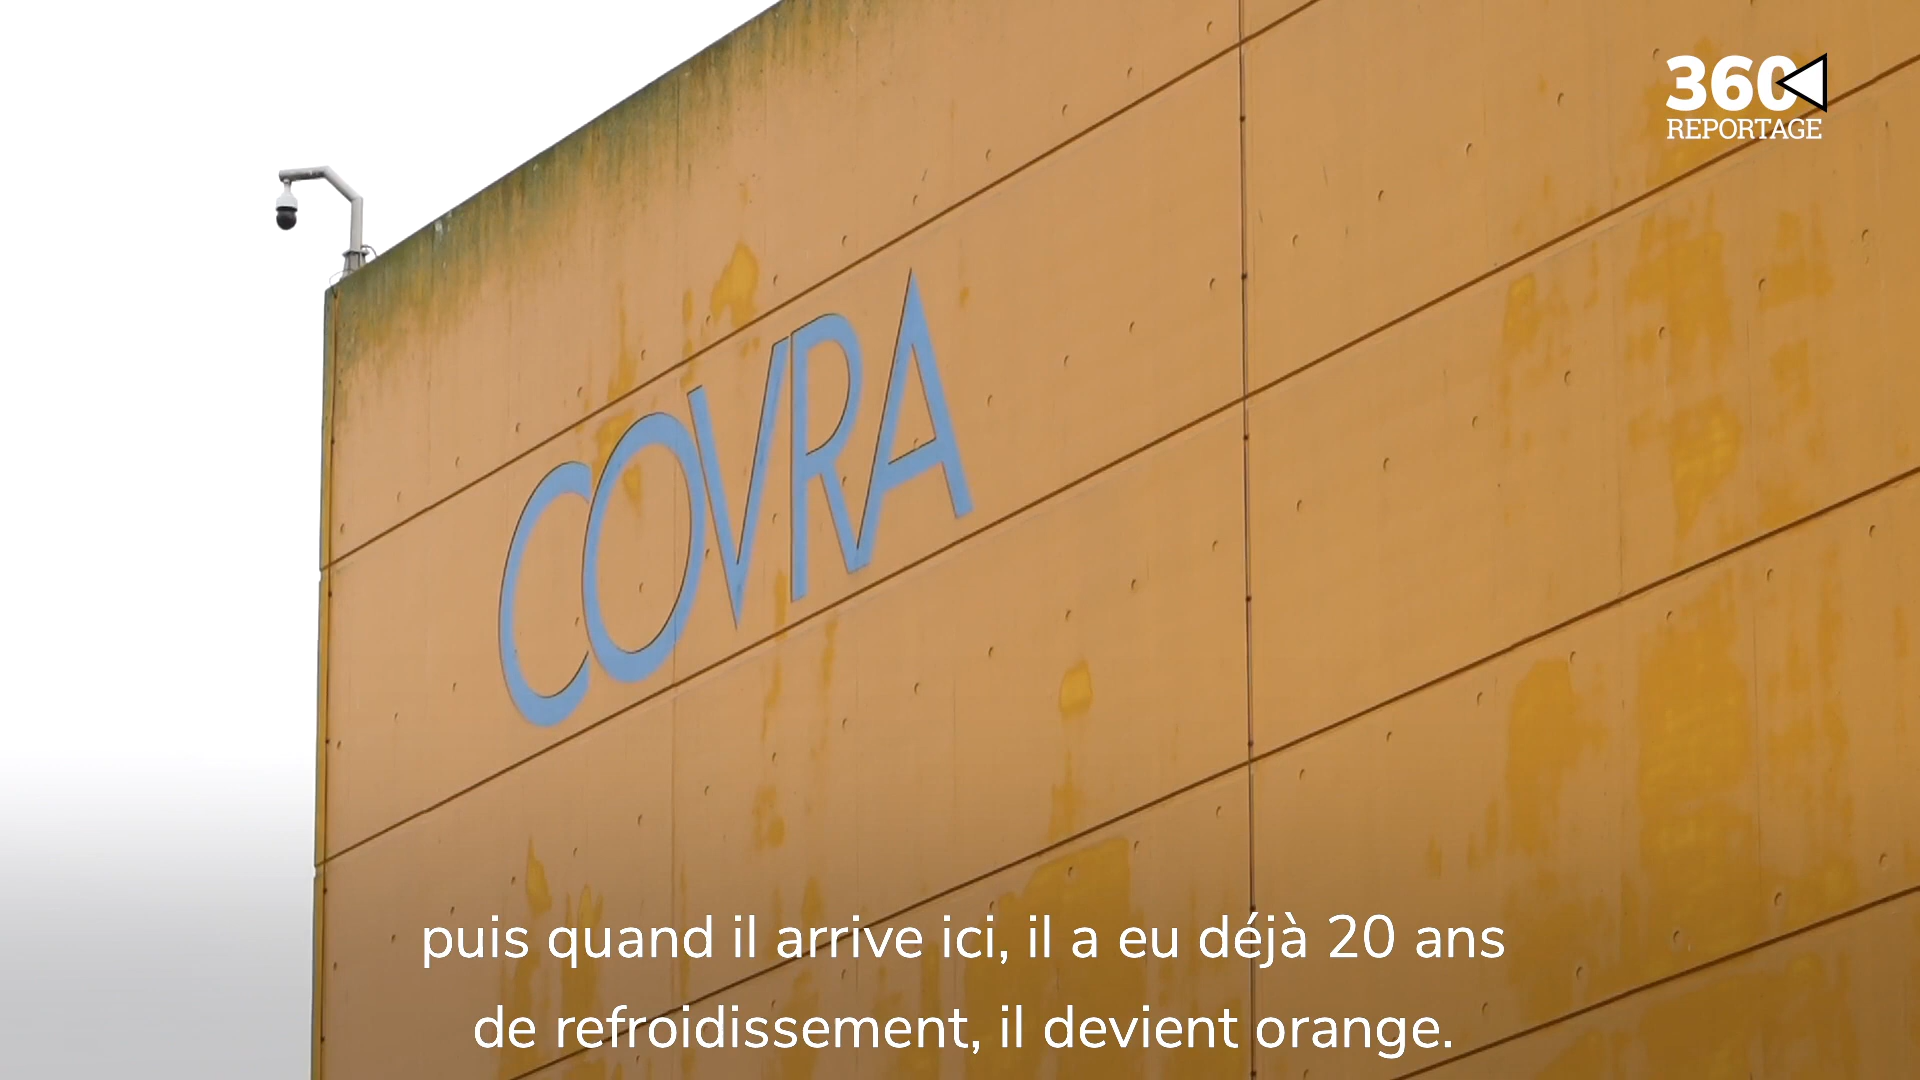 360
REPORTAGE
COVRA
puis quand il arrive ici, il a eu déjà 20 ans
de refroidissement, il devient orange.